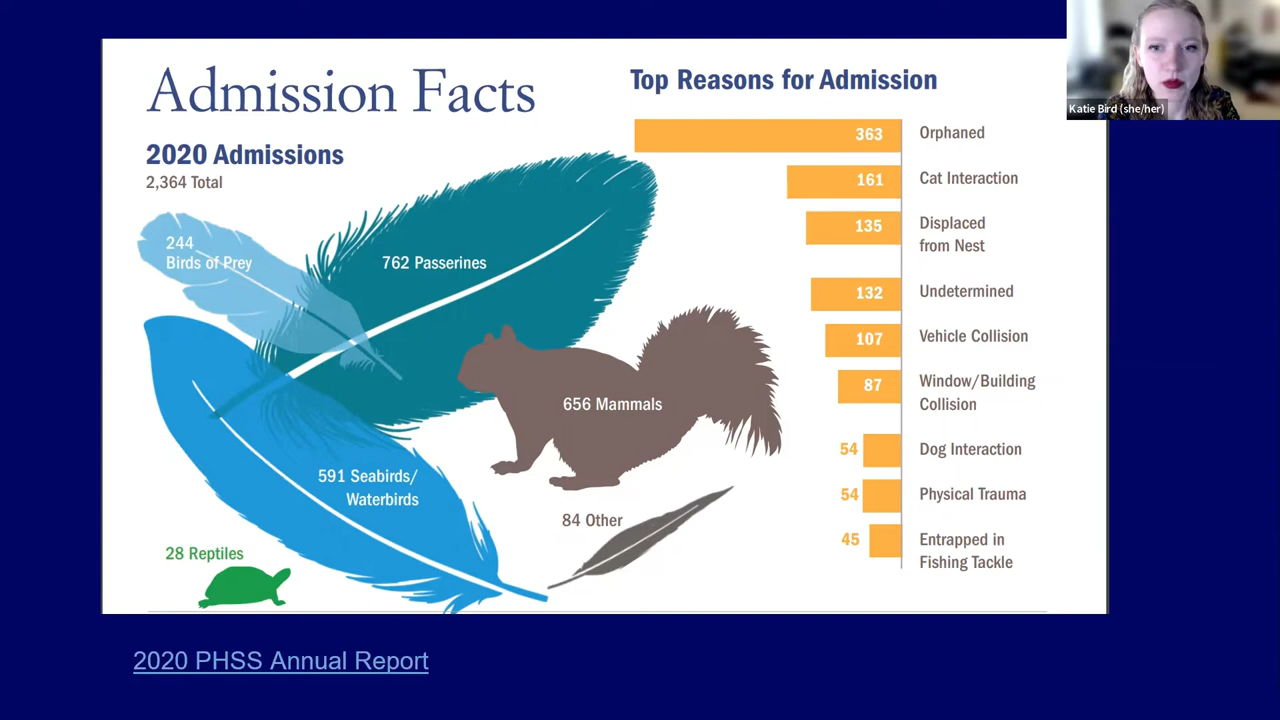 Admission Facts
2020 Admissions
2,364 Total
244
Birds of Prey
762 Passerines
656 Mammals
591 Seabirds/
Waterbirds
84 Other
28 Reptiles
Top Reasons for Admission
363 Orphaned
161 Cat Interaction
135 Displaced
from Nest
132 Undetermined
107 Vehicle Collision
87 Window/Building
Collision
54 Dog Interaction
54 Physical Trauma
45 Entrapped in
Fishing Tackle
Katie Bird (she/her)
2020 PHSS Annual Report